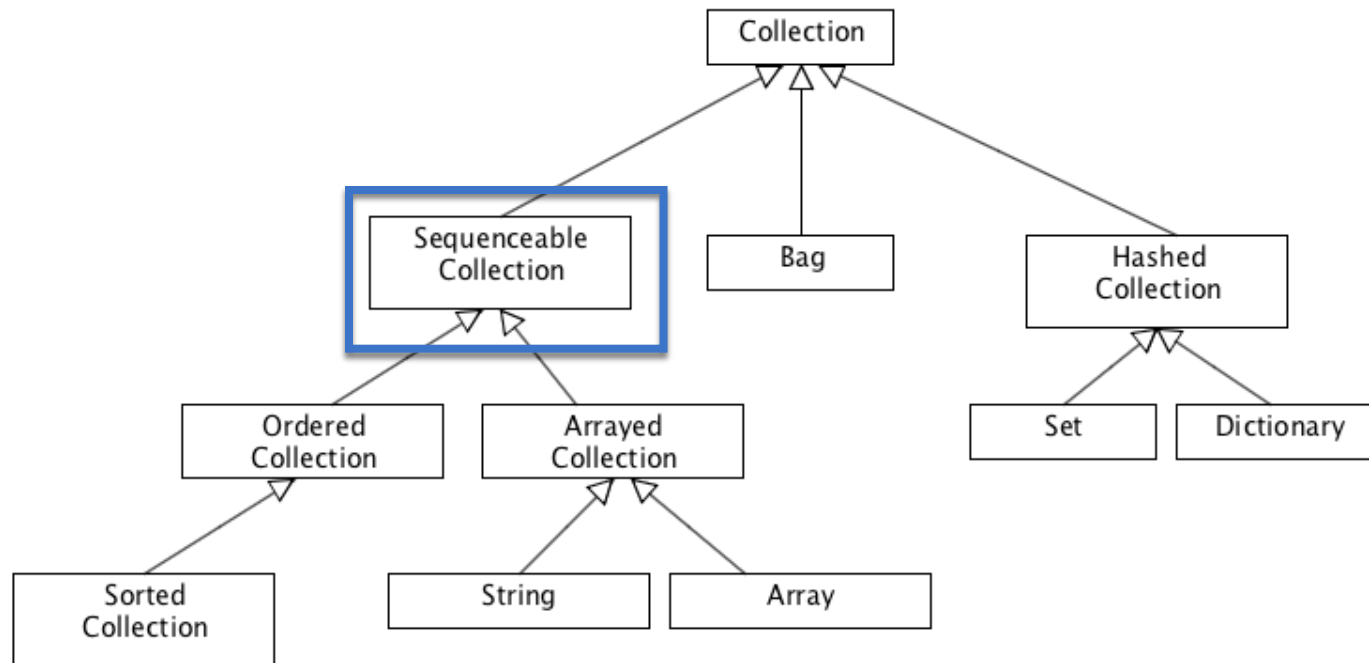 Collection
Sequenceable
Collection
Bag
Hashed
Collection
Ordered
Collection
Arrayed
Collection
Set
Dictionary
Sorted
Collection
String
Array